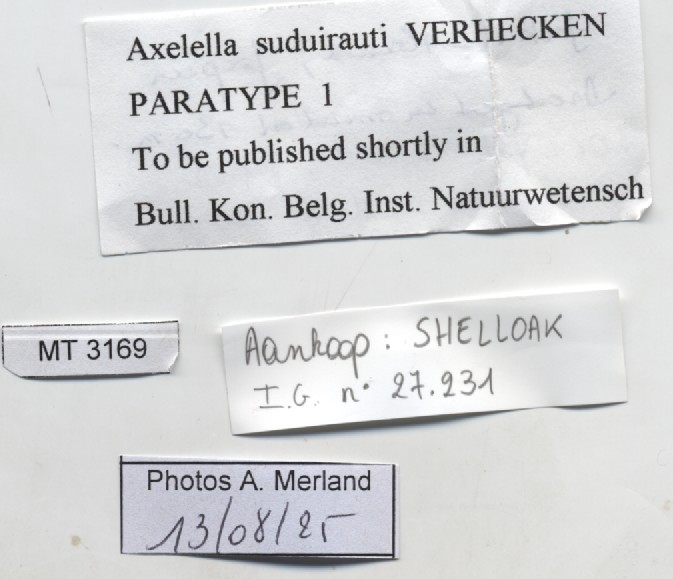 Axelella suduirauti VERHECKEN
PARATYPE 1
To be published shortly in
Bull. Kon. Belg. Inst. Natuurwetensch
MT 3169
Aankoop: SHELLOAK
I.G. n° 27.231
Photos A. Merland
13/08/25